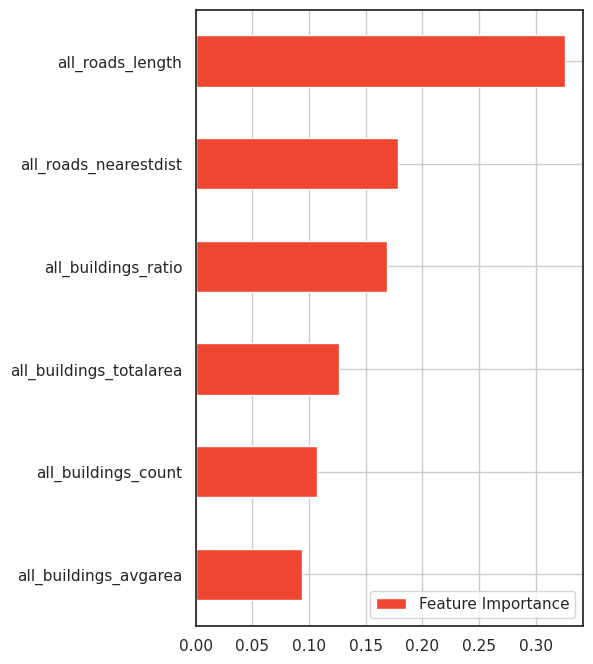 all_roads_length
all_roads_nearestdist
all_buildings_ratio
all_buildings_totalarea
all_buildings_count
all_buildings_avgarea
Feature Importance
0.00 0.05 0.10 0.15 0.20 0.25 0.30